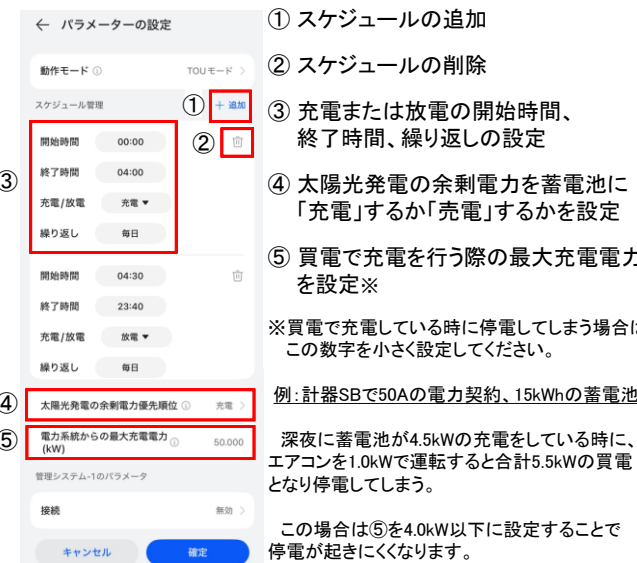 ← パラメーターの設定
動作モード ⓘ TOUモード >
スケジュール管理 ① + 追加
開始時間 00:00 ②
終了時間 04:00
③
充電/放電 充電 ▼
繰り返し 毎日
開始時間 04:30
終了時間 23:40
充電/放電 放電 ▼
繰り返し 毎日
④ 太陽光発電の余剰電力優先順位 ⓘ 充電 >
⑤ 電力系統からの最大充電電力 ⓘ 50.000
(kW)
管理システム-1のパラメータ
接続 無効 >
キャンセル 確定
① スケジュールの追加
② スケジュールの削除
③ 充電または放電の開始時間、
終了時間、繰り返しの設定
④ 太陽光発電の余剰電力を蓄電池に
「充電」するか「売電」するかを設定
⑤ 買電で充電を行う際の最大充電電力
を設定※
※買電で充電している時に停電してしまう場合は
この数字を小さく設定してください。
例:計器SBで50Aの電力契約、15kWhの蓄電池
深夜に蓄電池が4.5kWの充電をしている時に、
エアコンを1.0kWで運転すると合計5.5kWの買電
となり停電してしまう。
この場合は⑤を4.0kW以下に設定することで
停電が起きにくくなります。